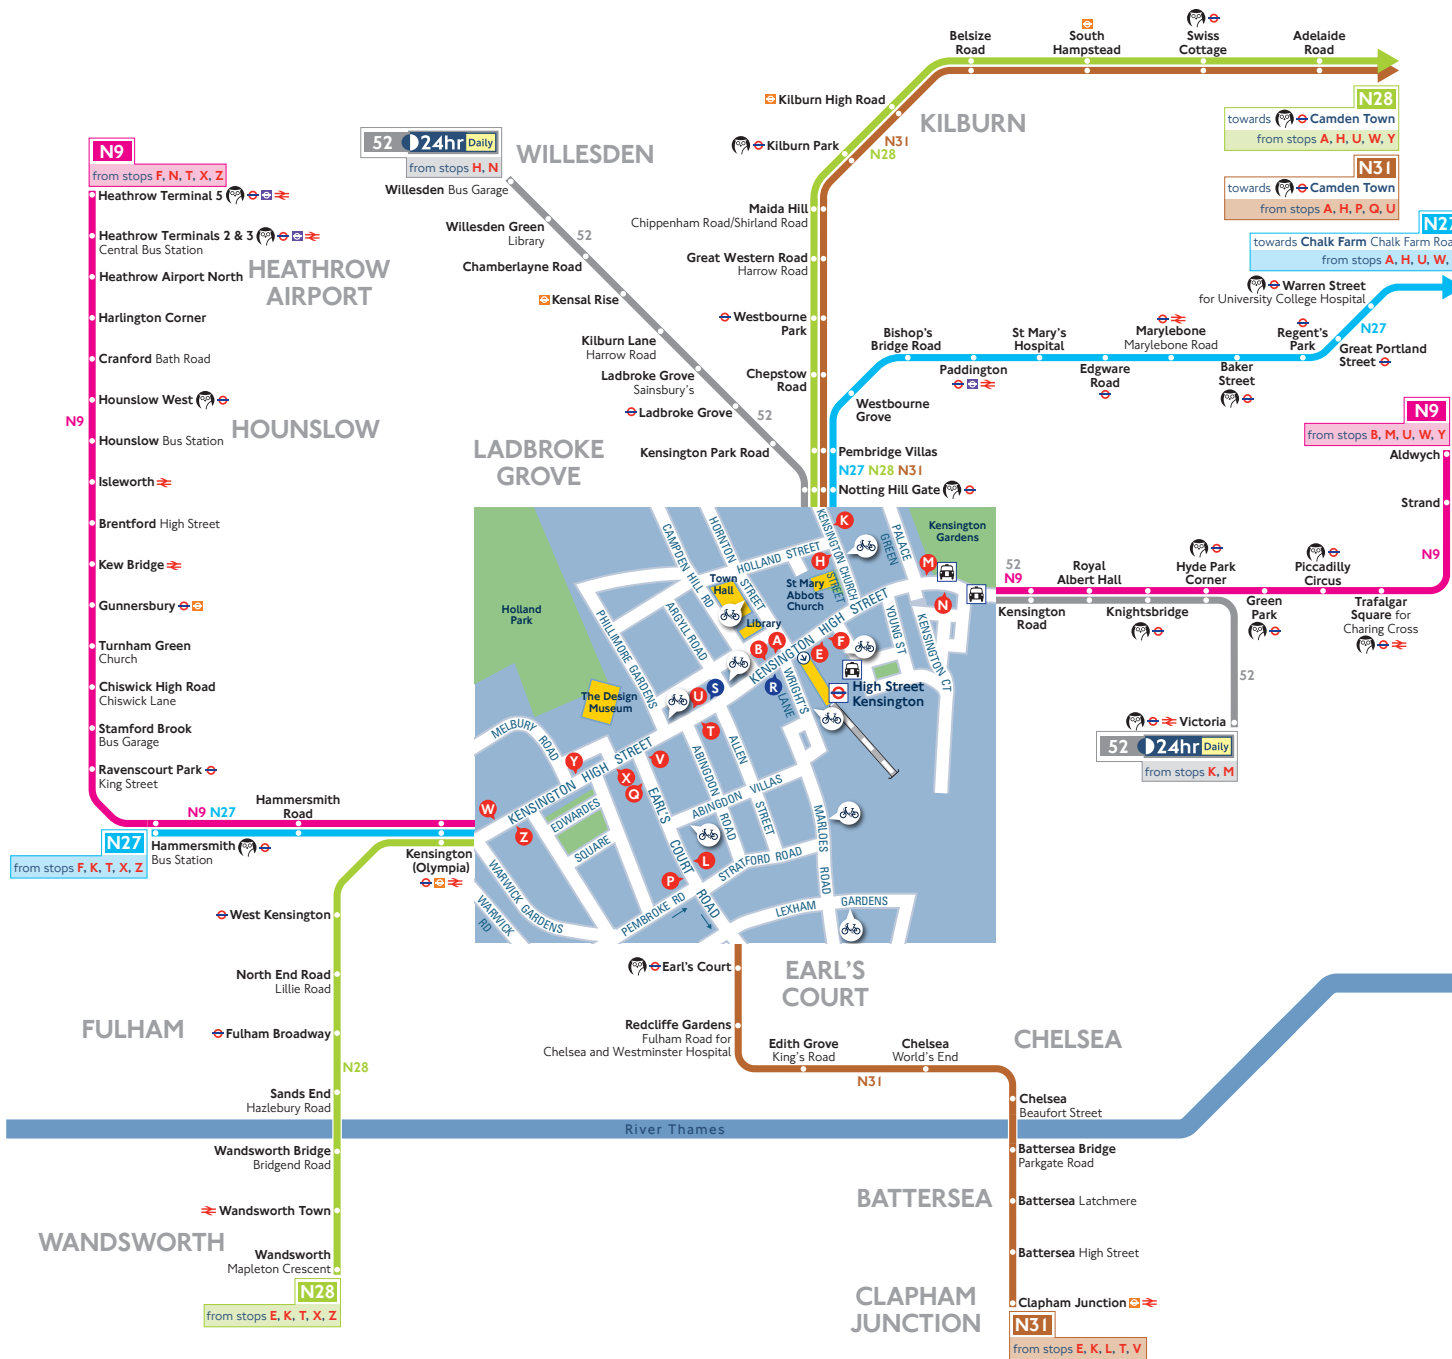 Belsize
Road
South
Hampstead
Swiss
Cottage
Adelaide
Road
Kilburn High Road
KILBURN
N31
N28
Kilburn Park
N28
towards Camden Town
from stops A, H, U, W, Y
N31
towards Camden Town
from stops A, H, P, Q, U
N27
towards Chalk Farm Chalk Farm Roa
from stops A, H, U, W,
52 24hr Daily
from stops H, N
WILLESDEN
Willesden Bus Garage
Willesden Green
Library
52
Chamberlayne Road
Kensal Rise
Kilburn Lane
Harrow Road
Ladbroke Grove
Sainsbury's
Ladbroke Grove
52
Kensington Park Road
LADBROKE
GROVE
Maida Hill
Chippenham Road/Shirland Road
Great Western Road
Harrow Road
Westbourne
Park
Chepstow
Road
Pembridge Villas
N27 N28 N31
Notting Hill Gate
Westbourne
Grove
Bishop's
Bridge Road
Paddington
St Mary's
Hospital
Edgware
Road
Marylebone
Marylebone Road
Baker
Street
Regent's
Park
Great Portland
Street
N27
Warren Street
for University College Hospital
N9
from stops F, N, T, X, Z
Heathrow Terminal 5
Heathrow Terminals 2 & 3
Central Bus Station
Heathrow Airport North
HEATHROW
AIRPORT
Harlington Corner
Cranford Bath Road
Hounslow West
N9
HOUNSLOW
Hounslow Bus Station
Isleworth
Brentford High Street
Kew Bridge
Gunnersbury
Turnham Green
Church
Chiswick High Road
Chiswick Lane
Stamford Brook
Bus Garage
Ravenscourt Park
King Street
N9 N27
Hammersmith
Road
Hammersmith
Bus Station
N27
from stops F, K, T, X, Z
Kensington
(Olympia)
N9
from stops B, M, U, W, Y
Aldwych
Strand
N9
52
N9
Kensington
Road
Royal
Albert Hall
Knightsbridge
Hyde Park
Corner
Green
Park
Piccadilly
Circus
Trafalgar
Square for
Charing Cross
52
Victoria
52 24hr Daily
from stops K, M
Holland
Park
The Design
Museum
Town
Hall
Library
St Mary
Abbots
Church
Kensington
Gardens
High Street
Kensington
CAMPDEN HILL RD
HORNTON
STREET
HOLLAND STREET
KENSINGTON CHURCH
STREET
PALACE
GREEN
PHILLIMORE GARDENS
ARGYLL ROAD
KENSINGTON HIGH STREET
YOUNG ST
KENSINGTON CT
WRIGHT'S
LANE
MELBURY
ROAD
KENSINGTON HIGH STREET
EDWARDES
SQUARE
EARL'S
COURT
ROAD
ABINGDON
ROAD
ALLEN
STREET
ABINGDON VILLAS
STRATFORD ROAD
MARLOES
ROAD
WARWICK GARDENS
WARWICK
RD
PEMBROKE RD
LEXHAM
GARDENS
K
H
M
N
A
B
E
F
R
S
U
T
V
X
Q
Y
W
Z
L
P
West Kensington
North End Road
Lillie Road
FULHAM
Fulham Broadway
N28
Sands End
Hazlebury Road
River Thames
Wandsworth Bridge
Bridgend Road
Wandsworth Town
WANDSWORTH
Wandsworth
Mapleton Crescent
N28
from stops E, K, T, X, Z
Earl's Court
EARL'S
COURT
Redcliffe Gardens
Fulham Road for
Chelsea and Westminster Hospital
Edith Grove
King's Road
N31
Chelsea
World's End
CHELSEA
Chelsea
Beaufort Street
Battersea Bridge
Parkgate Road
BATTERSEA
Battersea Latchmere
Battersea High Street
CLAPHAM
JUNCTION
Clapham Junction
N31
from stops E, K, L, T, V